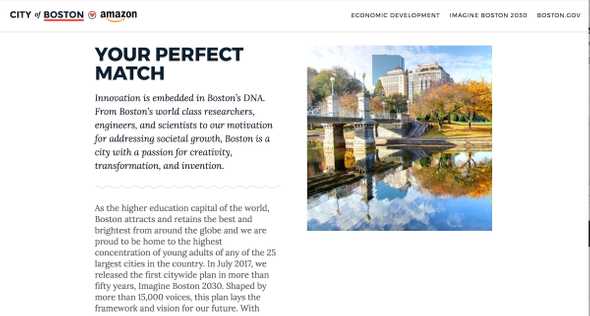 CITY of BOSTON amazon ECONOMIC DEVELOPMENT IMAGINE BOSTON 2030 BOSTON.GOV
YOUR PERFECT
MATCH
Innovation is embedded in Boston's DNA.
From Boston's world class researchers,
engineers, and scientists to our motivation
for addressing societal growth, Boston is a
city with a passion for creativity,
transformation, and invention.
As the higher education capital of the world,
Boston attracts and retains the best and
brightest from around the globe and we are
proud to be home to the highest
concentration of young adults of any of the 25
largest cities in the country. In July 2017, we
released the first citywide plan in more than
fifty years, Imagine Boston 2030. Shaped by
more than 15,000 voices, this plan lays the
framework and vision for our future. With